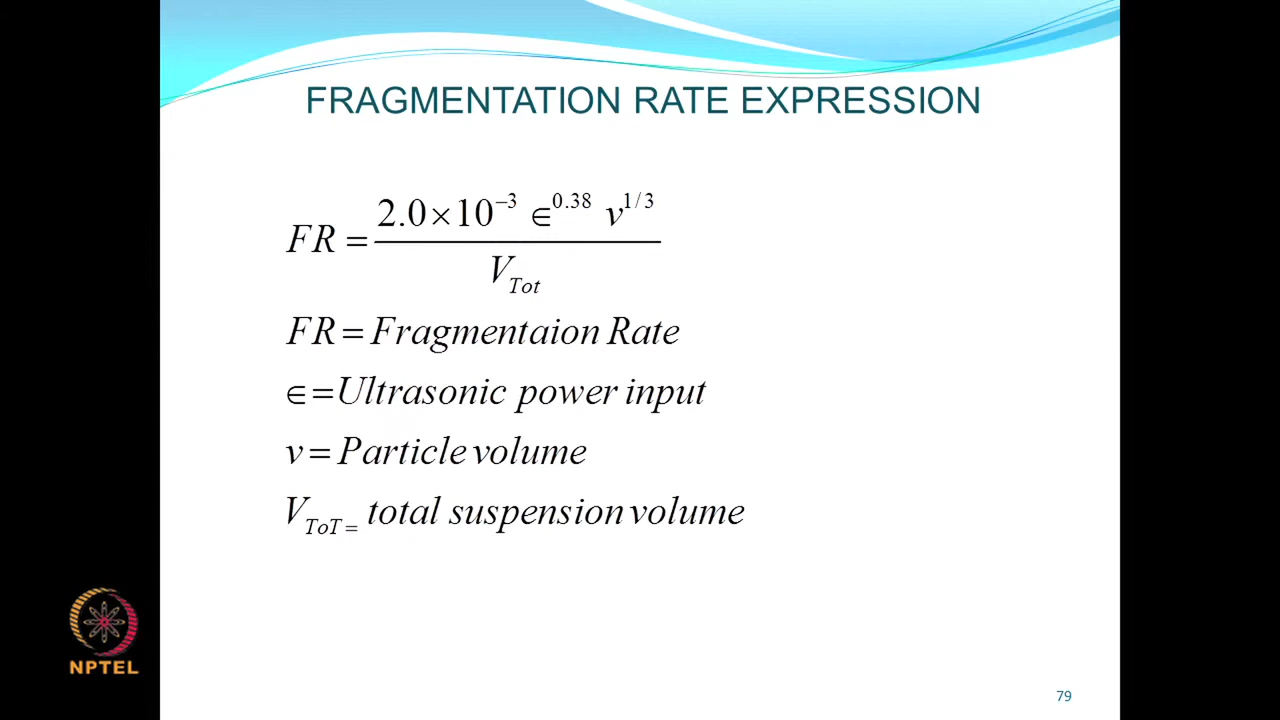 FRAGMENTATION RATE EXPRESSION
FR = 2.0×10^−3 ∈^0.38 v^1/3 / V_Tot
FR = Fragmentaion Rate
∈ = Ultrasonic power input
v = Particle volume
V_ToT = total suspension volume
NPTEL
79